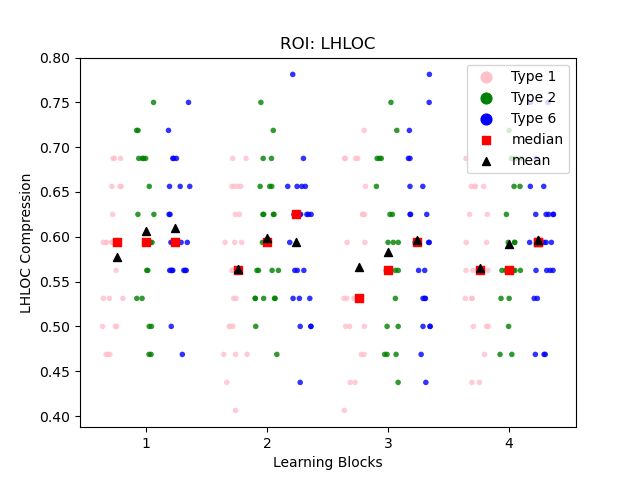 ROI: LHLOC
LHLOC Compression
0.80
0.75
0.70
0.65
0.60
0.55
0.50
0.45
0.40
Type 1
Type 2
Type 6
median
mean
1
2
3
4
Learning Blocks